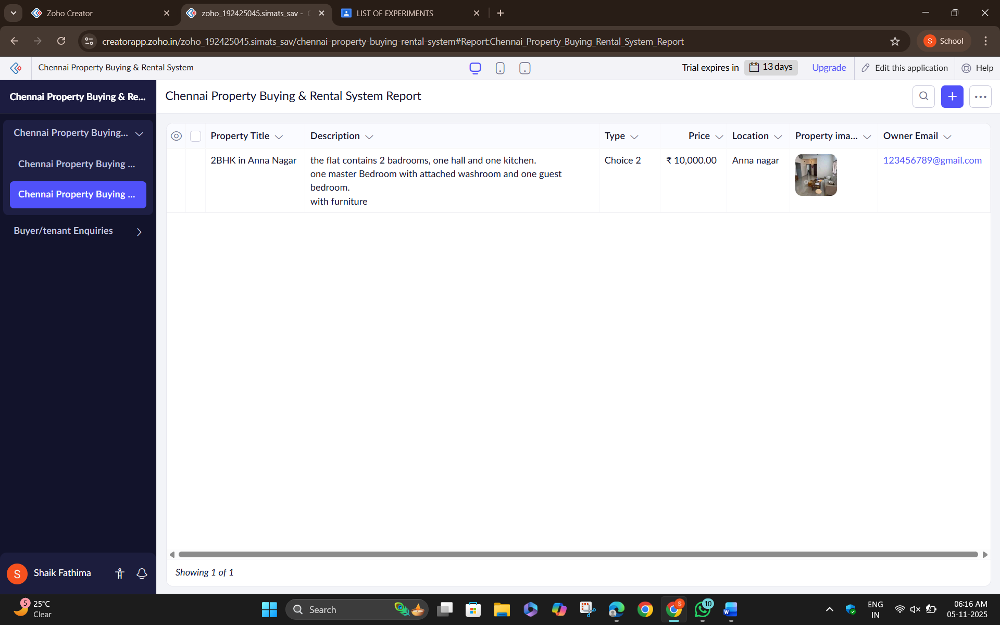 Zoho Creator
zoho_192425045.simats_sav -
LIST OF EXPERIMENTS
creatorapp.zoho.in/zoho_192425045.simats_sav/chennai-property-buying-rental-system#Report:Chennai_Property_Buying_Rental_System_Report
S School
Chennai Property Buying & Rental System
Trial expires in 13 days
Upgrade
Edit this application
Help
Chennai Property Buying & Re...
Chennai Property Buying & Rental System Report
Chennai Property Buying...
Chennai Property Buying ...
Chennai Property Buying ...
Buyer/tenant Enquiries
Property Title Description Type Price Location Property ima... Owner Email
2BHK in Anna Nagar the flat contains 2 badrooms, one hall and one kitchen. Choice 2 ₹ 10,000.00 Anna nagar 123456789@gmail.com
one master Bedroom with attached washroom and one guest
bedroom.
with furniture
Showing 1 of 1
S Shaik Fathima
5 25°C
Clear
Search
S
10
W
ENG
IN
06:16 AM
05-11-2025